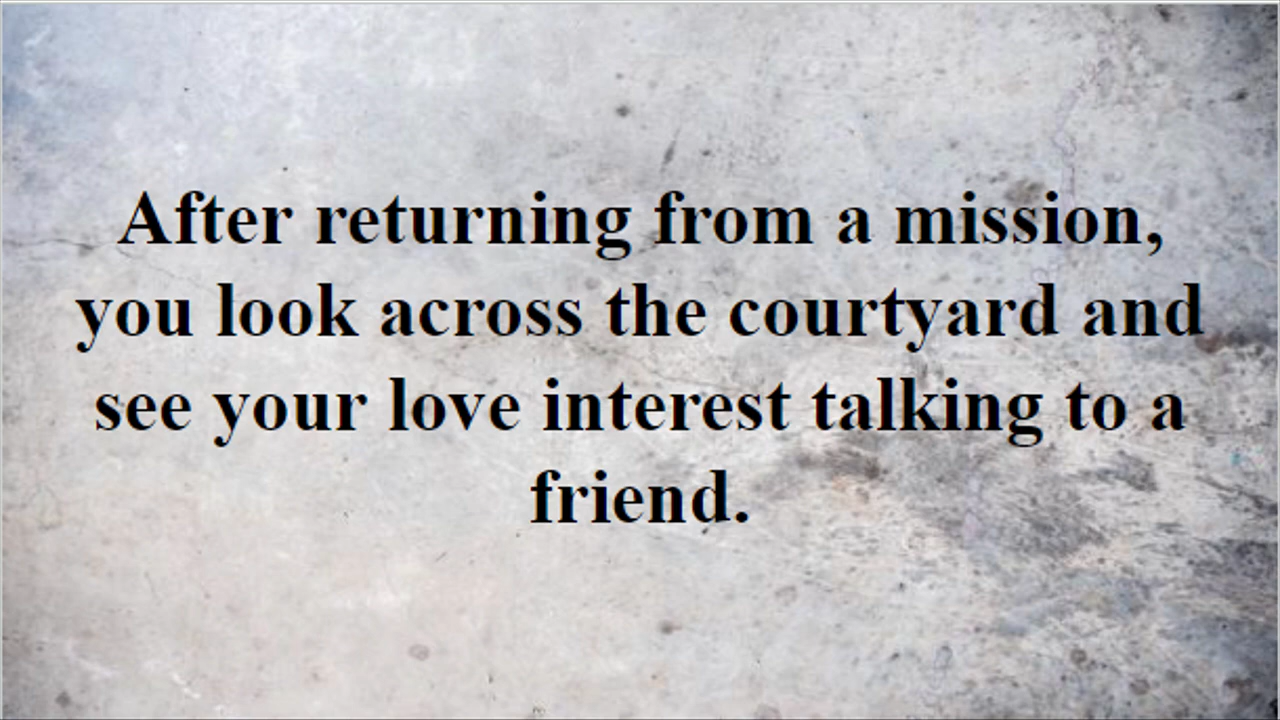 After returning from a mission,
you look across the courtyard and
see your love interest talking to a
friend.